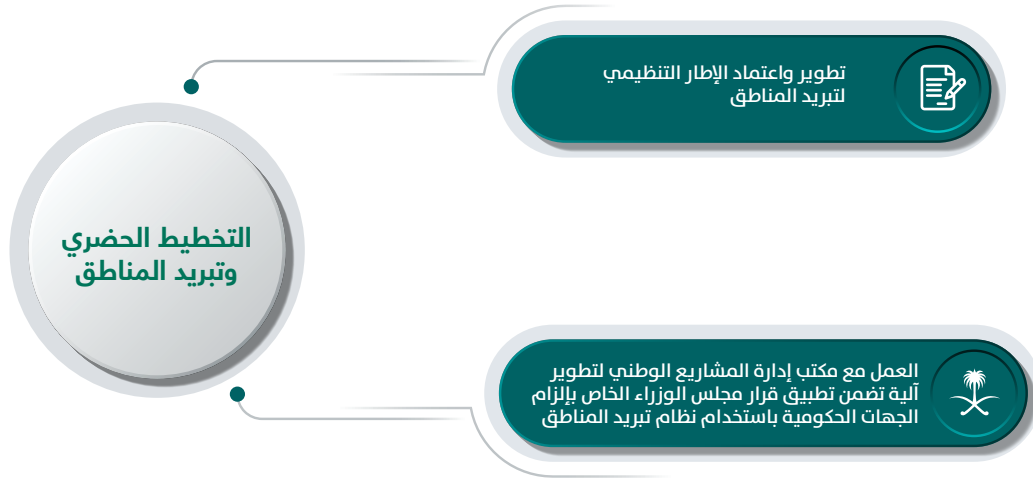 تطوير واعتماد الإطار التنظيمي
لتبريد المناطق
التخطيط الحضري
وتبريد المناطق
العمل مع مكتب إدارة المشاريع الوطني لتطوير
آلية تضمن تطبيق قرار مجلس الوزراء الخاص بإلزام
الجهات الحكومية باستخدام نظام تبريد المناطق